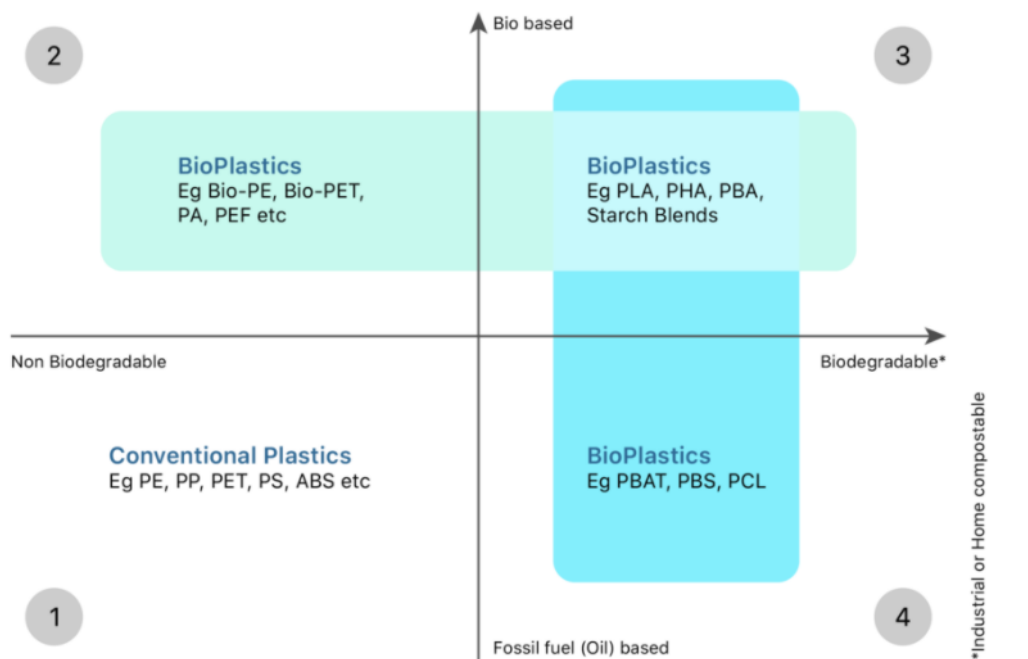 Bio based
2
3
BioPlastics
Eg Bio-PE, Bio-PET,
PA, PEF etc
BioPlastics
Eg PLA, PHA, PBA,
Starch Blends
Non Biodegradable
Biodegradable*
Conventional Plastics
Eg PE, PP, PET, PS, ABS etc
BioPlastics
Eg PBAT, PBS, PCL
1
4
Fossil fuel (Oil) based
*Industrial or Home compostable